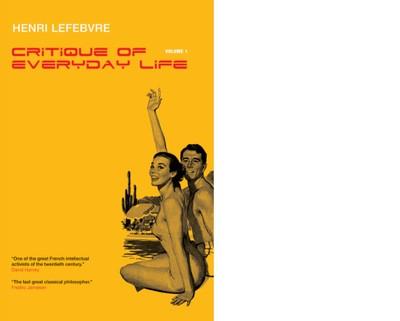 HENRI LEFEBVRE
CRITIQUE OF VOLUME 1
EVERYDAY LIFE
"One of the great French intellectual
activists of the twentieth century."
David Harvey
"The last great classical philosopher."
Fredric Jameson